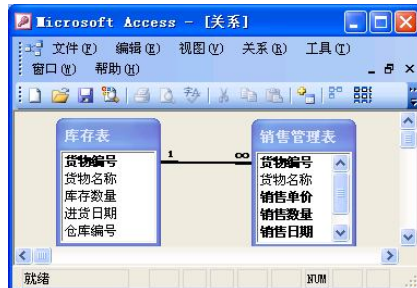 Microsoft Access - [关系]
文件(F) 编辑(E) 视图(V) 关系(R) 工具(T)
窗口(W) 帮助(H)
库存表
货物编号
货物名称
库存数量
进货日期
仓库编号
1 ∞
销售管理表
货物编号
货物名称
销售单价
销售数量
销售日期
就绪 NUM